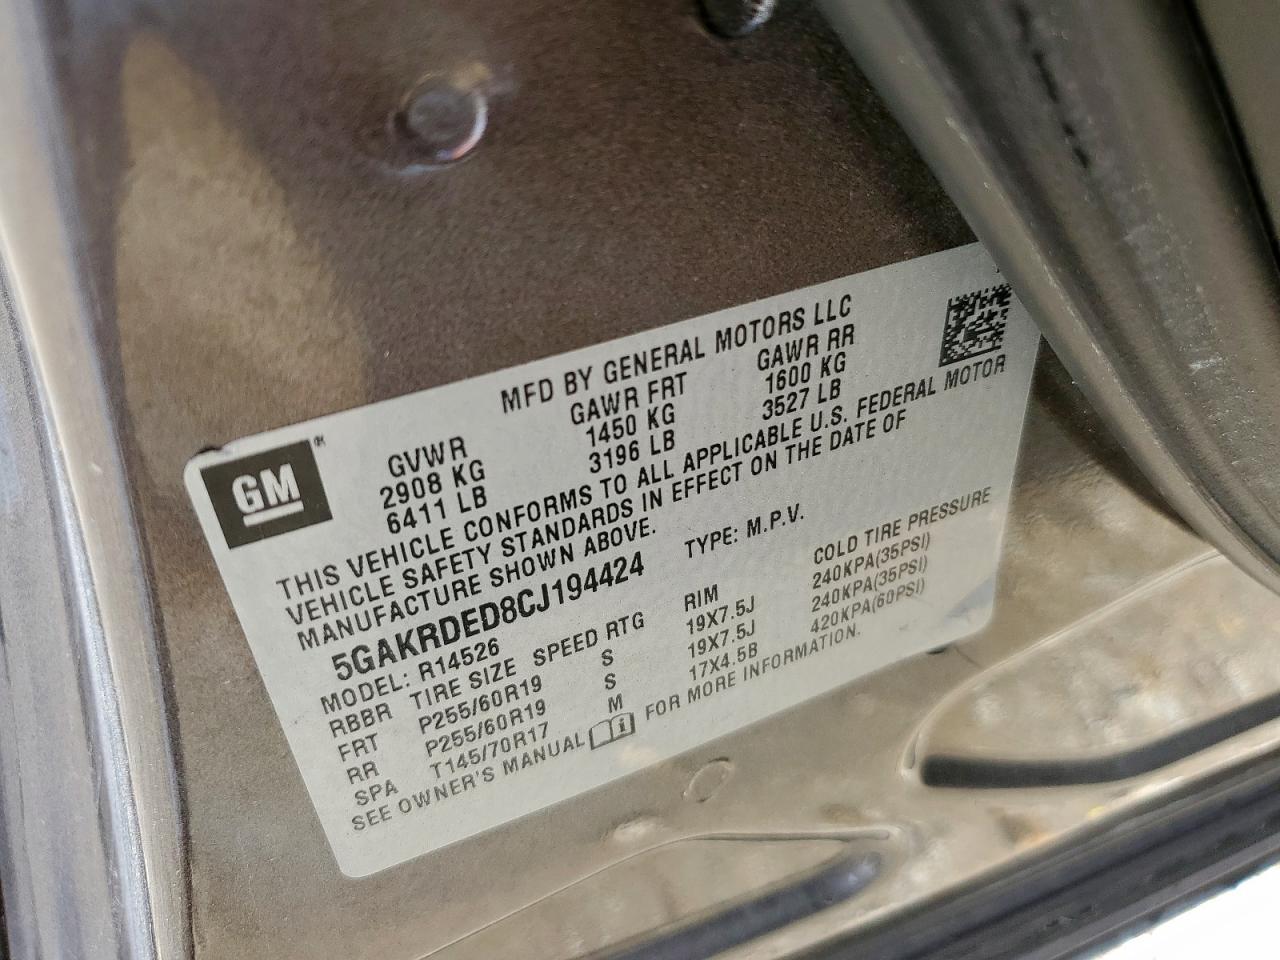 MFD BY GENERAL MOTORS LLC
GM
GVWR GAWR FRT GAWR RR
2908 KG 1450 KG 1600 KG
6411 LB 3196 LB 3527 LB
THIS VEHICLE CONFORMS TO ALL APPLICABLE U.S. FEDERAL MOTOR
VEHICLE SAFETY STANDARDS IN EFFECT ON THE DATE OF
MANUFACTURE SHOWN ABOVE.
5GAKRDED8CJ194424 TYPE: M.P.V.
MODEL: R14526
RBBR TIRE SIZE SPEED RTG RIM COLD TIRE PRESSURE
FRT P255/60R19 S 19X7.5J 240KPA(35PSI)
RR P255/60R19 S 19X7.5J 240KPA(35PSI)
SPA T145/70R17 M 17X4.5B 420KPA(60PSI)
SEE OWNER'S MANUAL FOR MORE INFORMATION.